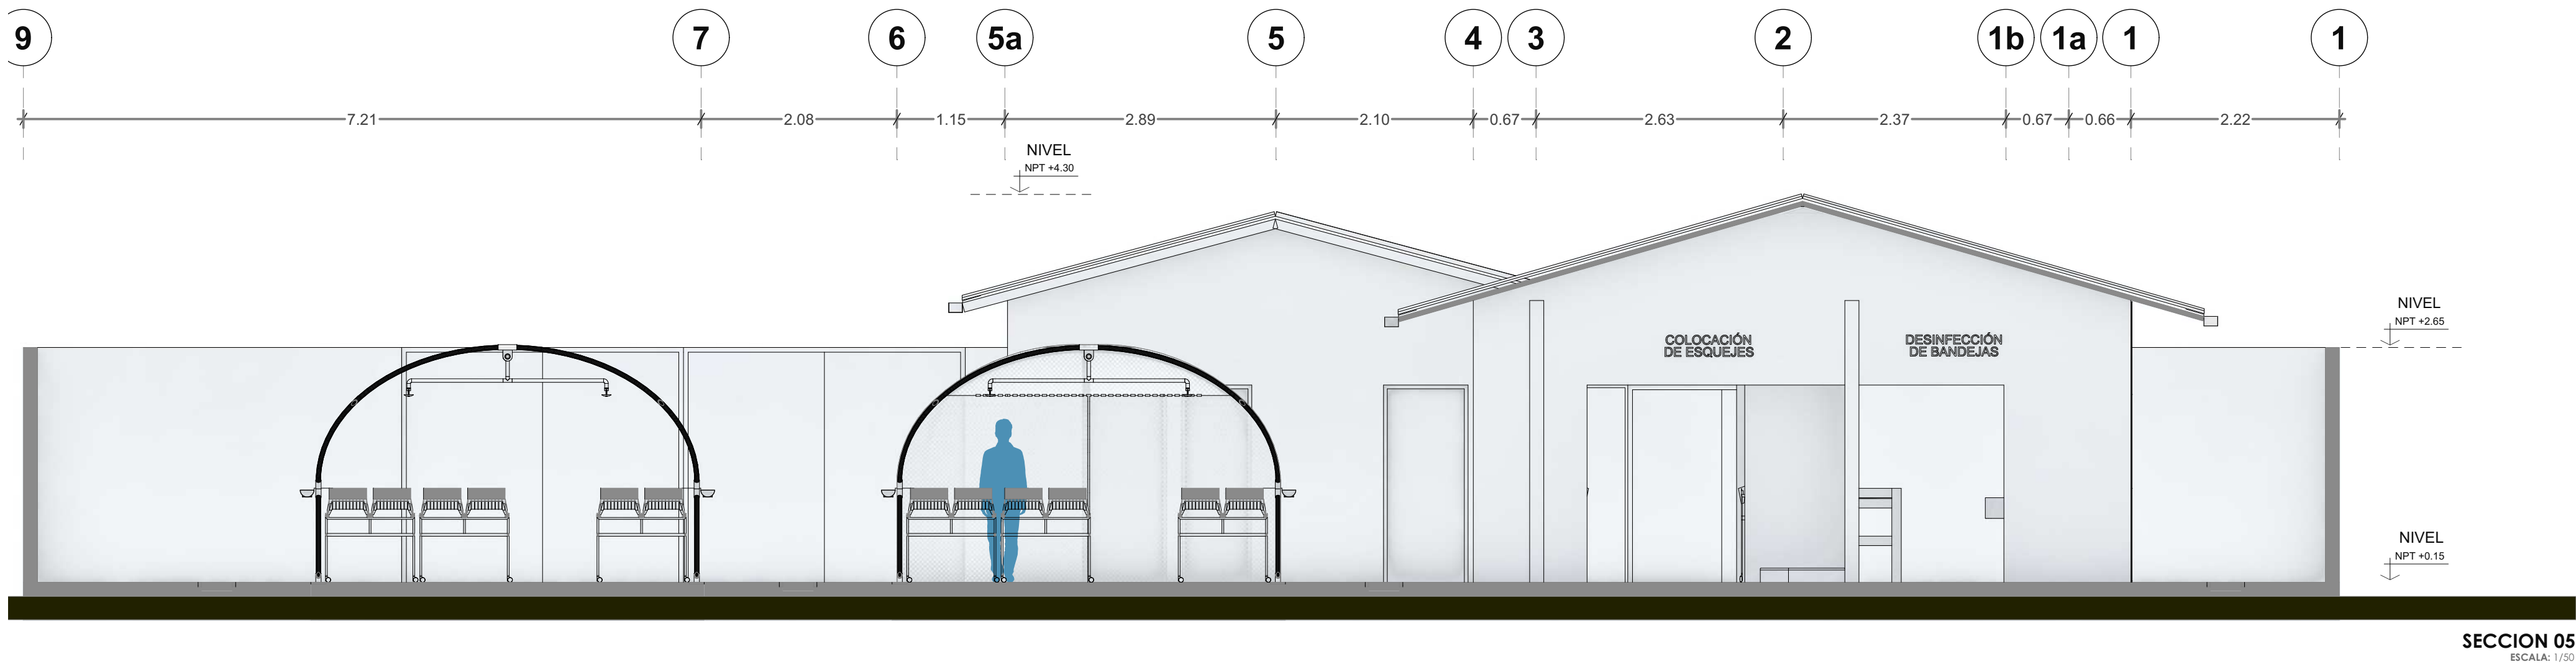 9 7 6 5a 5 4 3 2 1b 1a 1 1
7.21 2.08 1.15 2.89 2.10 0.67 2.63 2.37 0.67 0.66 2.22
NIVEL
NPT +4.30
NIVEL
NPT +2.65
COLOCACIÓN
DE ESQUEJES
DESINFECCIÓN
DE BANDEJAS
NIVEL
NPT +0.15
SECCION 05
ESCALA: 1/50